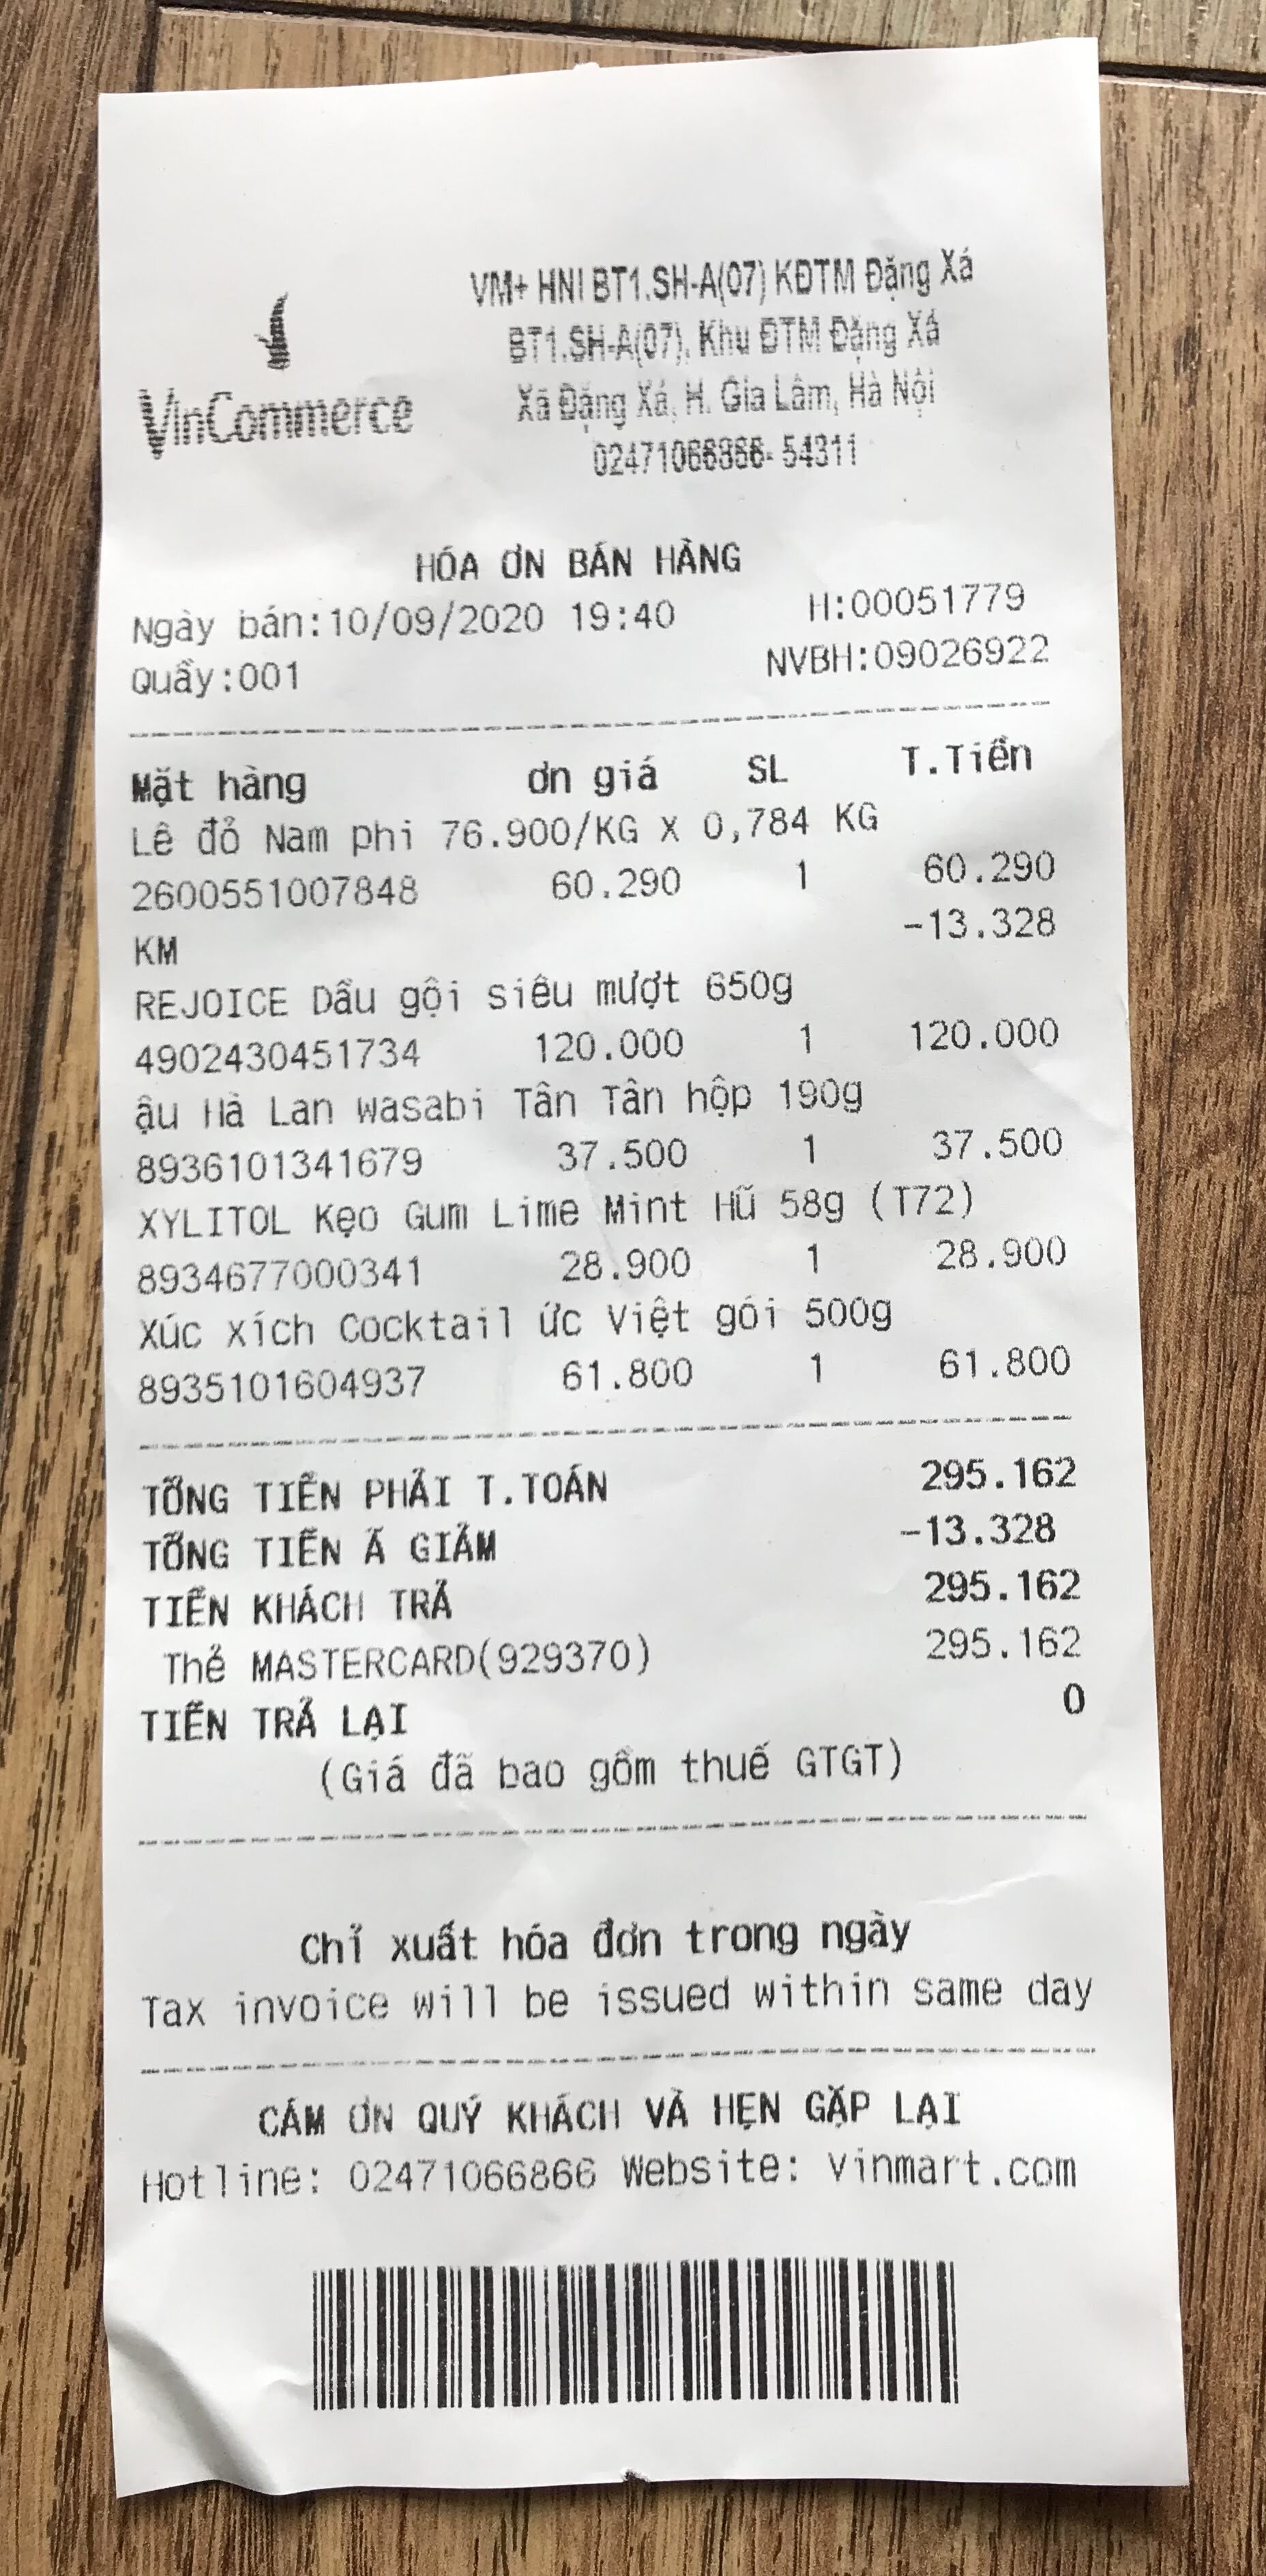 VinCommerce
VM+ HNI BT1.SH-A(07) KĐTM Đặng Xá
BT1.SH-A(07), Khu ĐTM Đặng Xá
Xã Đặng Xá, H. Gia Lâm, Hà Nội
02471066866- 54311
HÓA ƠN BÁN HÀNG
Ngày bán:10/09/2020 19:40 H:00051779
Quầy:001 NVBH:09026922
Mặt hàng ơn giá SL T.Tiền
Lê đỏ Nam phi 76.900/KG X 0,784 KG
2600551007848 60.290 1 60.290
KM -13.328
REJOICE Dầu gội siêu mượt 650g
4902430451734 120.000 1 120.000
ậu Hà Lan wasabi Tân Tân hộp 190g
8936101341679 37.500 1 37.500
XYLITOL Kẹo Gum Lime Mint Hũ 58g (T72)
8934677000341 28.900 1 28.900
Xúc xích Cocktail ức Việt gói 500g
8935101604937 61.800 1 61.800
TỔNG TIỀN PHẢI T.TOÁN 295.162
TỔNG TIỀN Ã GIẢM -13.328
TIỀN KHÁCH TRẢ 295.162
Thẻ MASTERCARD(929370) 295.162
TIỀN TRẢ LẠI 0
(Giá đã bao gồm thuế GTGT)
Chỉ xuất hóa đơn trong ngày
Tax invoice will be issued within same day
CẢM ƠN QUÝ KHÁCH VÀ HẸN GẶP LẠI
Hotline: 02471066866 Website: vinmart.com